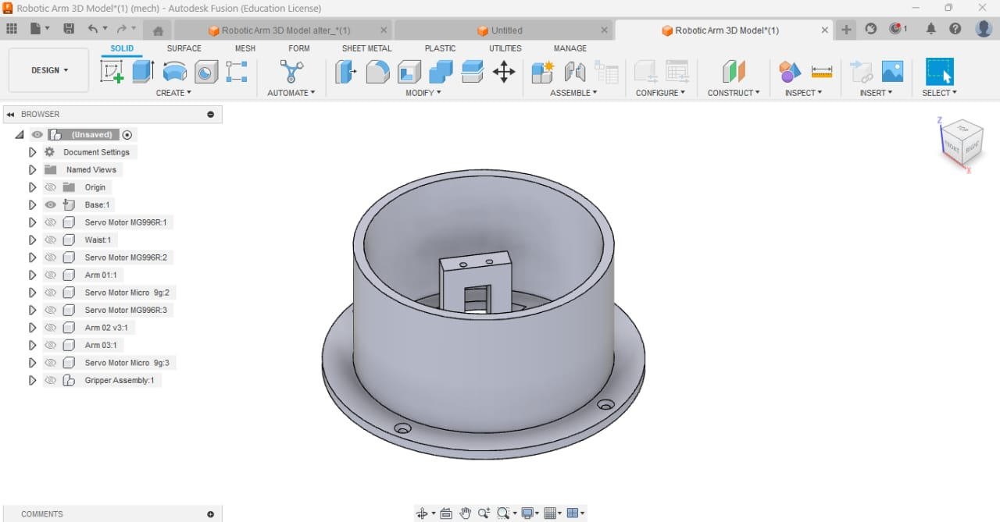 Robotic Arm 3D Model*(1) (mech) - Autodesk Fusion (Education License)
Robotic Arm 3D Model alter_*(1)
Untitled
Robotic Arm 3D Model*(1)
1
SOLID SURFACE MESH FORM SHEET METAL PLASTIC UTILITIES MANAGE
DESIGN
CREATE AUTOMATE MODIFY ASSEMBLE CONFIGURE CONSTRUCT INSPECT INSERT SELECT
BROWSER
(Unsaved)
Document Settings
Named Views
Origin
Base:1
Servo Motor MG996R:1
Waist:1
Servo Motor MG996R:2
Arm 01:1
Servo Motor Micro 9g:2
Servo Motor MG996R:3
Arm 02 v3:1
Arm 03:1
Servo Motor Micro 9g:3
Gripper Assembly:1
Z
TOP
FRONT
RIGHT
X
COMMENTS